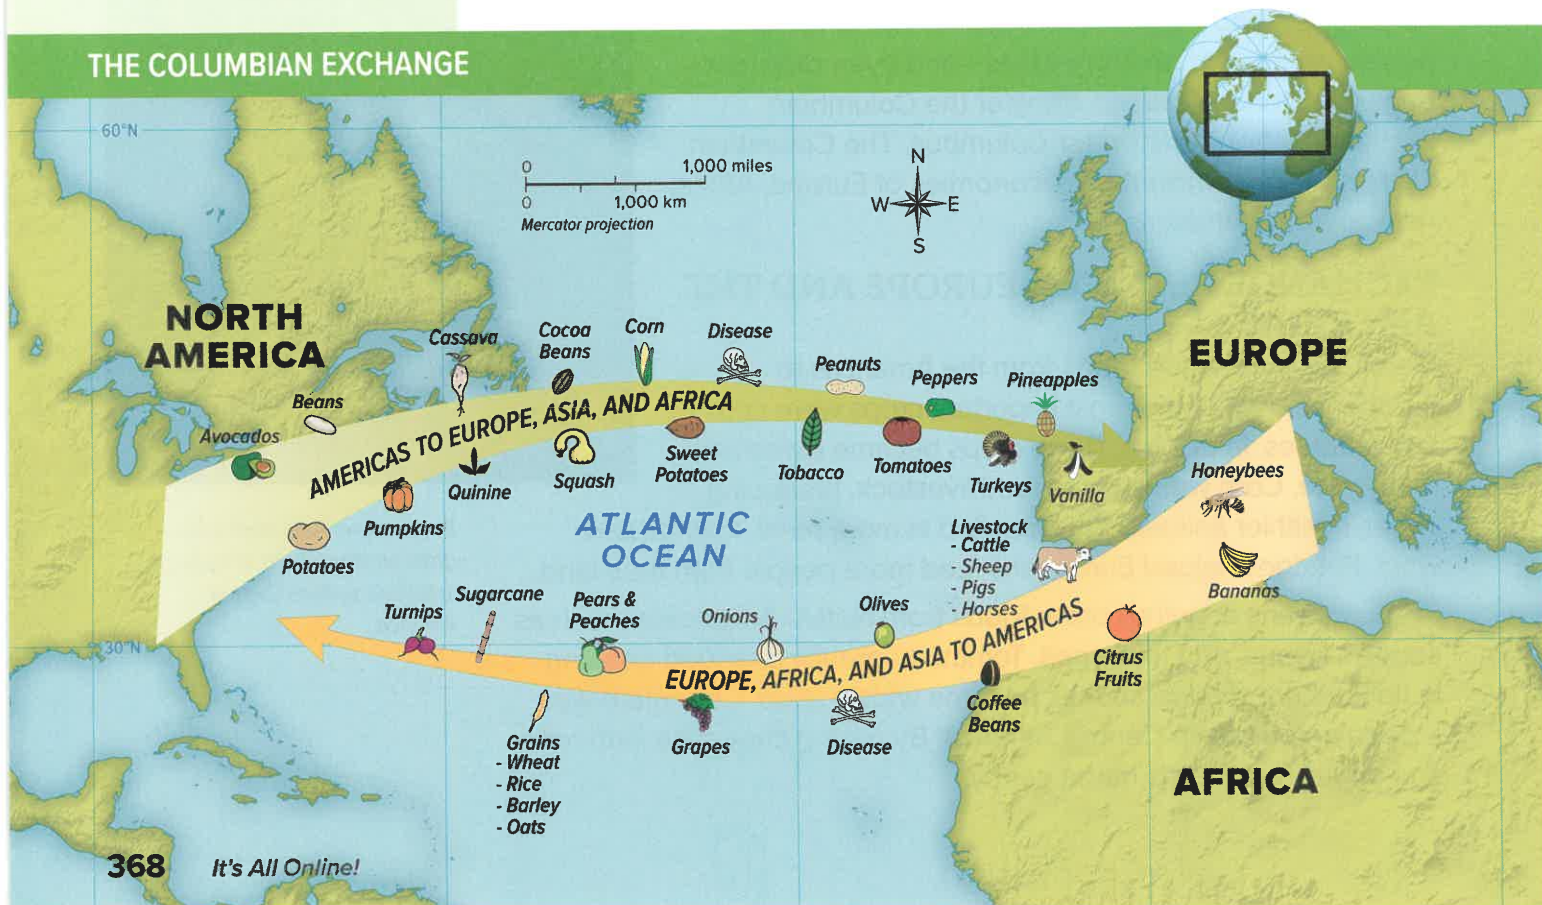 THE COLUMBIAN EXCHANGE
60°N
0
1,000 miles
0
1,000 km
Mercator projection
N
W
E
S
NORTH
AMERICA
EUROPE
Cassava
Cocoa
Beans
Corn
Disease
Peanuts
Peppers
Pineapples
Beans
Avocados
AMERICAS TO EUROPE, ASIA, AND AFRICA
Pumpkins
Potatoes
Quinine
Squash
Sweet
Potatoes
Tobacco
Tomatoes
Turkeys
Vanilla
Honeybees
ATLANTIC
OCEAN
Livestock
- Cattle
- Sheep
- Pigs
- Horses
Bananas
Turnips
Sugarcane
Pears &
Peaches
Onions
Olives
30°N
EUROPE, AFRICA, AND ASIA TO AMERICAS
Citrus
Fruits
Coffee
Beans
Grains
- Wheat
- Rice
- Barley
- Oats
Grapes
Disease
AFRICA
368
It's All Online!